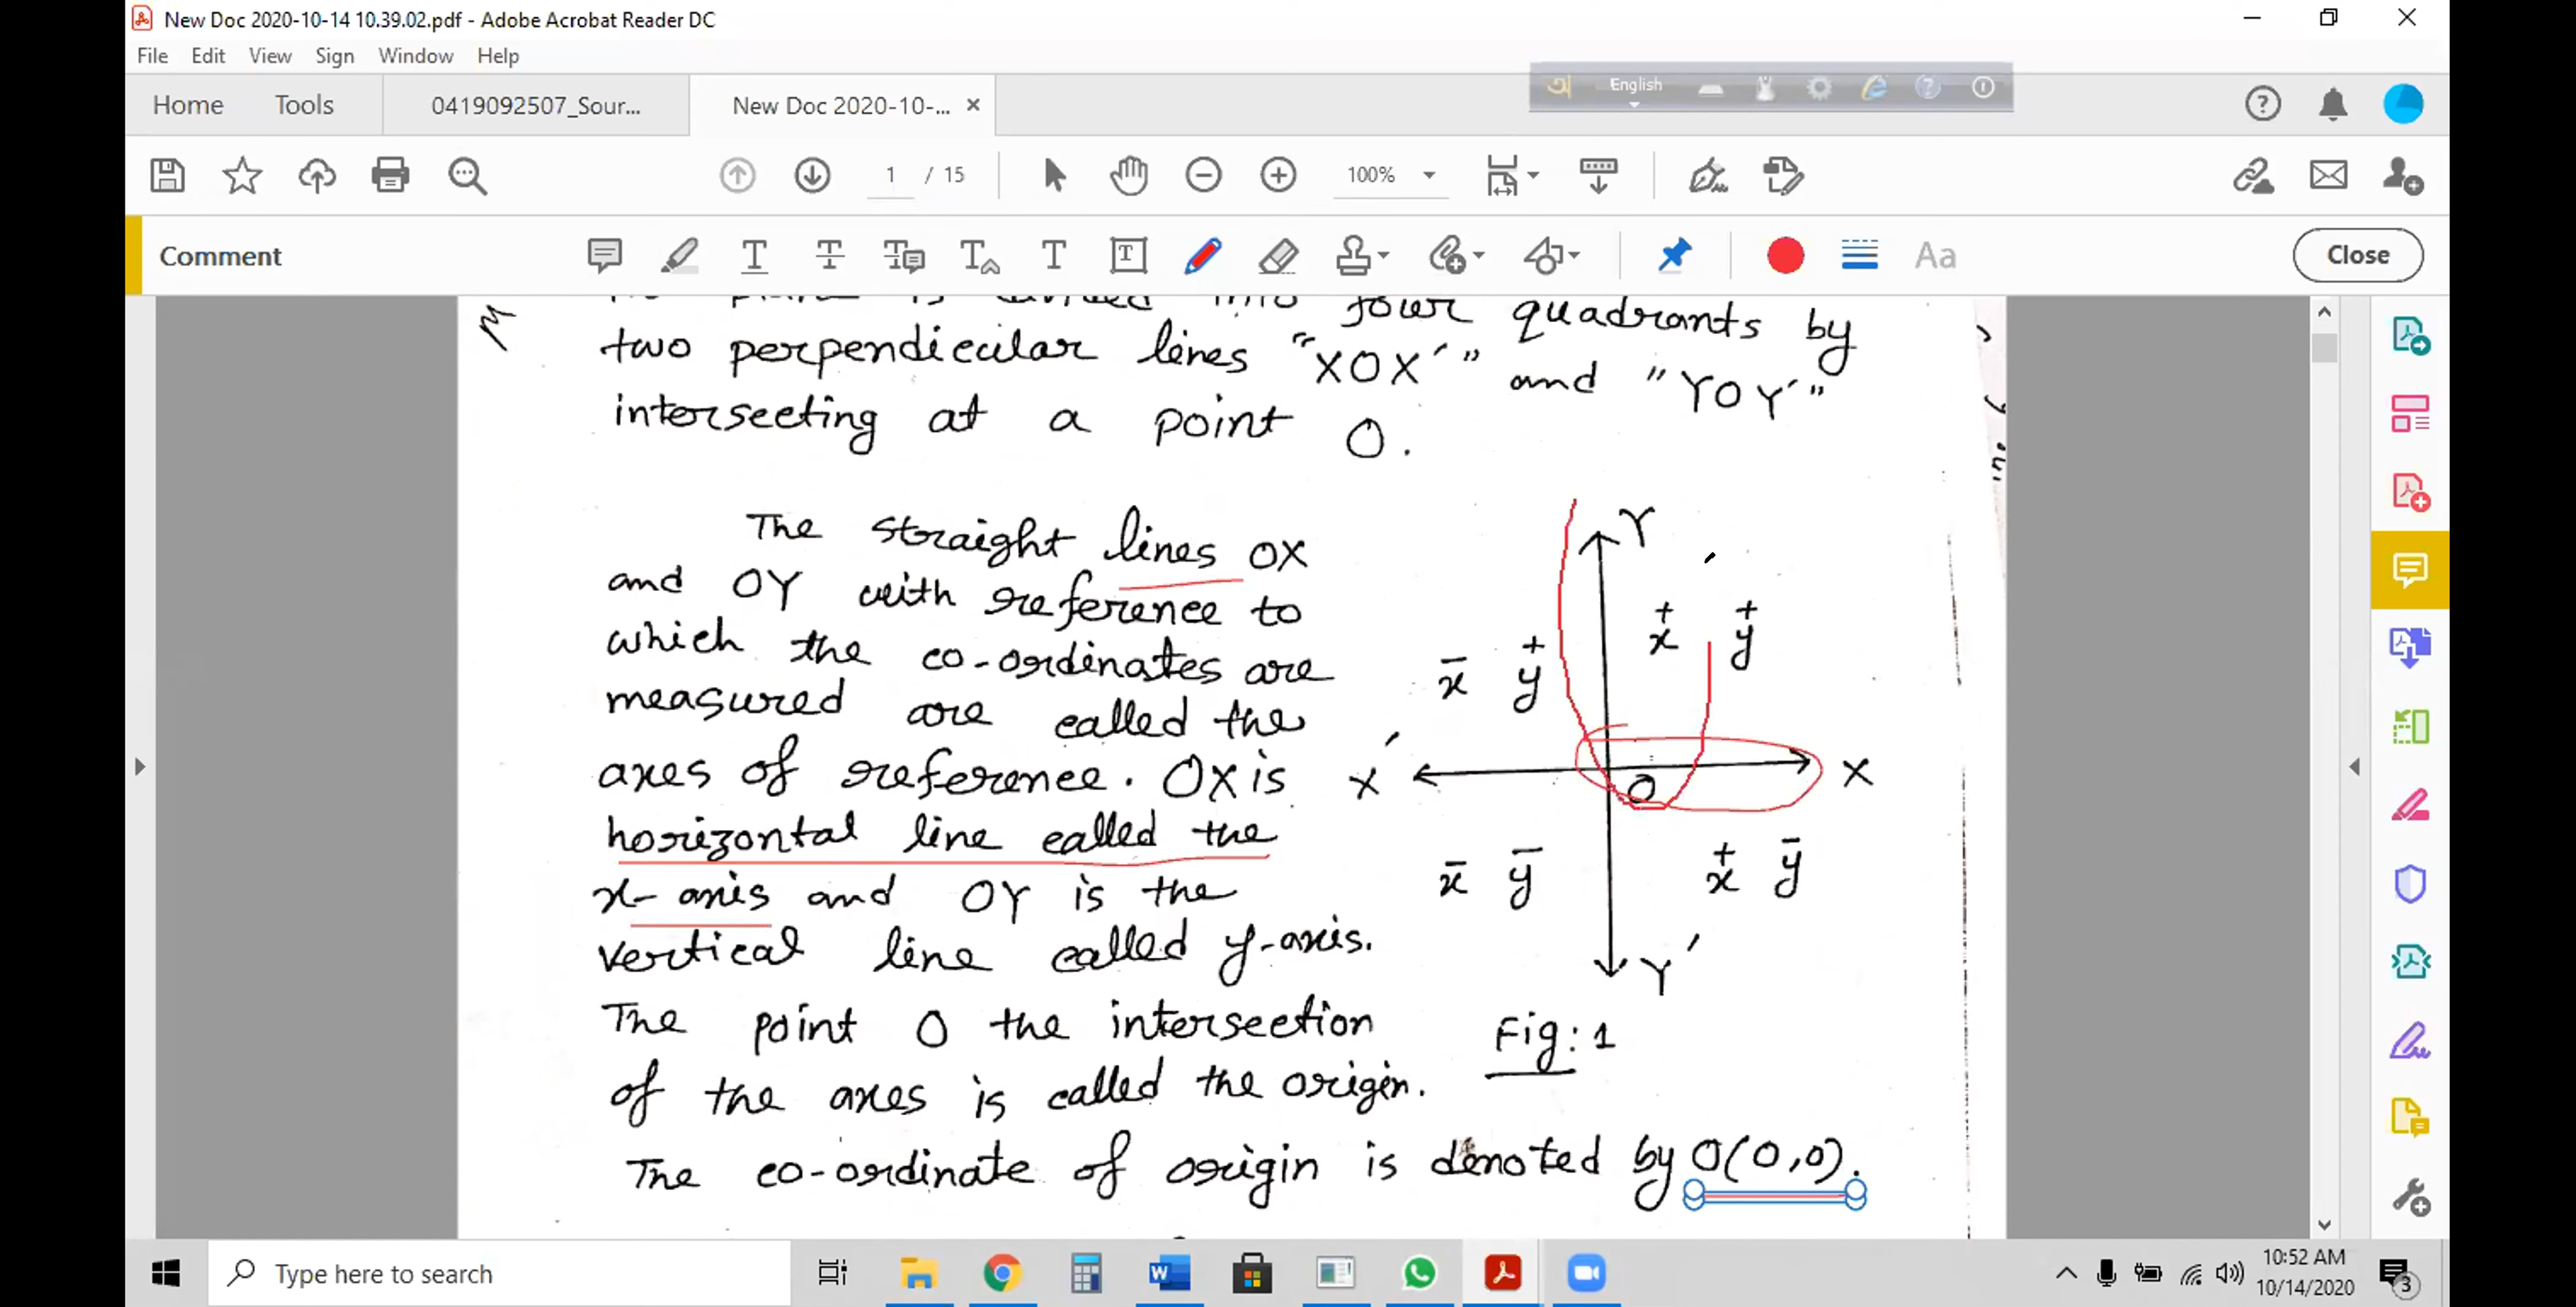 New Doc 2020-10-14 10.39.02.pdf - Adobe Acrobat Reader DC
File Edit View Sign Window Help
English
Home Tools 0419092507_Sour... New Doc 2020-10-...
1 / 15 100%
Comment Close
four quadrants by
two perpendicular lines "XOX′" and "YOY′"
intersecting at a point O.
The straight lines OX
and OY with reference to
which the co-ordinates are
measured are called the
axes of reference. OX is
horizontal line called the
x-axis and OY is the
vertical line called y-axis.
The point O the intersection
of the axes is called the origin.
The co-ordinate of origin is denoted by O(0,0).
Y
+x +y
-x +y
X′ O X
-x -y
+x -y
Y′
Fig: 1
Type here to search
10:52 AM
10/14/2020
3